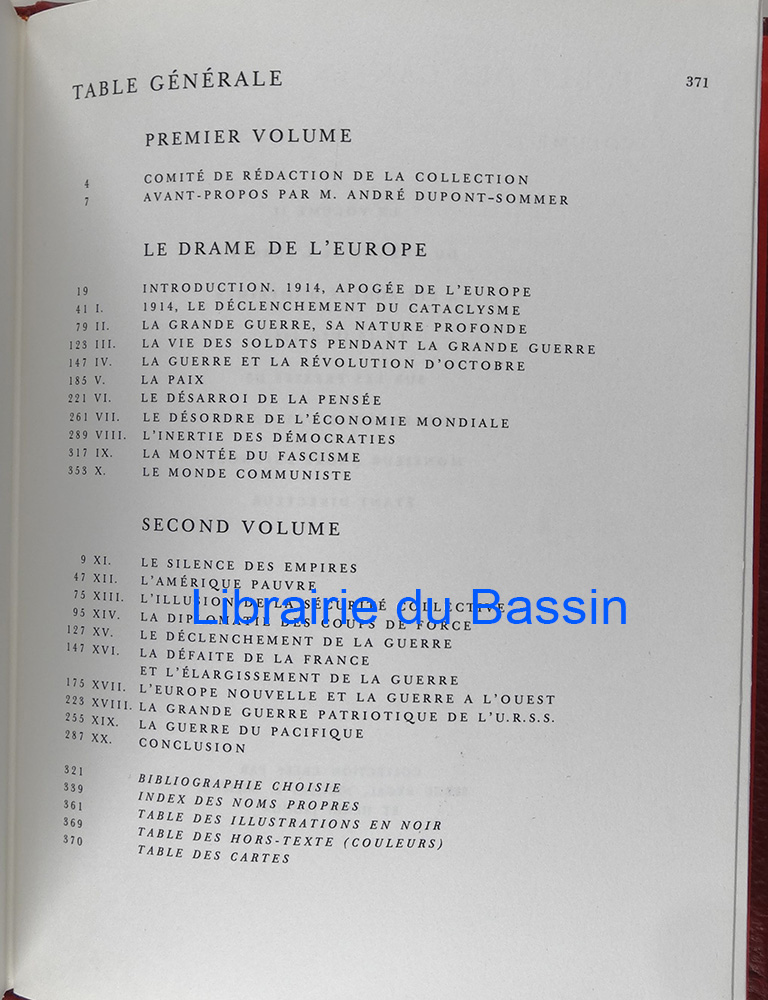 TABLE GÉNÉRALE 371
PREMIER VOLUME
4 COMITÉ DE RÉDACTION DE LA COLLECTION
7 AVANT-PROPOS PAR M. ANDRÉ DUPONT-SOMMER
LE DRAME DE L'EUROPE
19 INTRODUCTION. 1914, APOGÉE DE L'EUROPE
41 I. 1914, LE DÉCLENCHEMENT DU CATACLYSME
79 II. LA GRANDE GUERRE, SA NATURE PROFONDE
123 III. LA VIE DES SOLDATS PENDANT LA GRANDE GUERRE
147 IV. LA GUERRE ET LA RÉVOLUTION D'OCTOBRE
185 V. LA PAIX
221 VI. LE DÉSARROI DE LA PENSÉE
261 VII. LE DÉSORDRE DE L'ÉCONOMIE MONDIALE
289 VIII. L'INERTIE DES DÉMOCRATIES
317 IX. LA MONTÉE DU FASCISME
353 X. LE MONDE COMMUNISTE
SECOND VOLUME
9 XI. LE SILENCE DES EMPIRES
47 XII. L'AMÉRIQUE PAUVRE
75 XIII. L'ILLUSION DE LA SÉCURITÉ COLLECTIVE
Librairie du Bassin
95 XIV. LA DIPLOMATIE DES COUPS DE FORCE
127 XV. LE DÉCLENCHEMENT DE LA GUERRE
147 XVI. LA DÉFAITE DE LA FRANCE
ET L'ÉLARGISSEMENT DE LA GUERRE
175 XVII. L'EUROPE NOUVELLE ET LA GUERRE A L'OUEST
223 XVIII. LA GRANDE GUERRE PATRIOTIQUE DE L'U.R.S.S.
255 XIX. LA GUERRE DU PACIFIQUE
287 XX. CONCLUSION
321 BIBLIOGRAPHIE CHOISIE
339 INDEX DES NOMS PROPRES
361 TABLE DES ILLUSTRATIONS EN NOIR
369 TABLE DES HORS-TEXTE (COULEURS)
370 TABLE DES CARTES